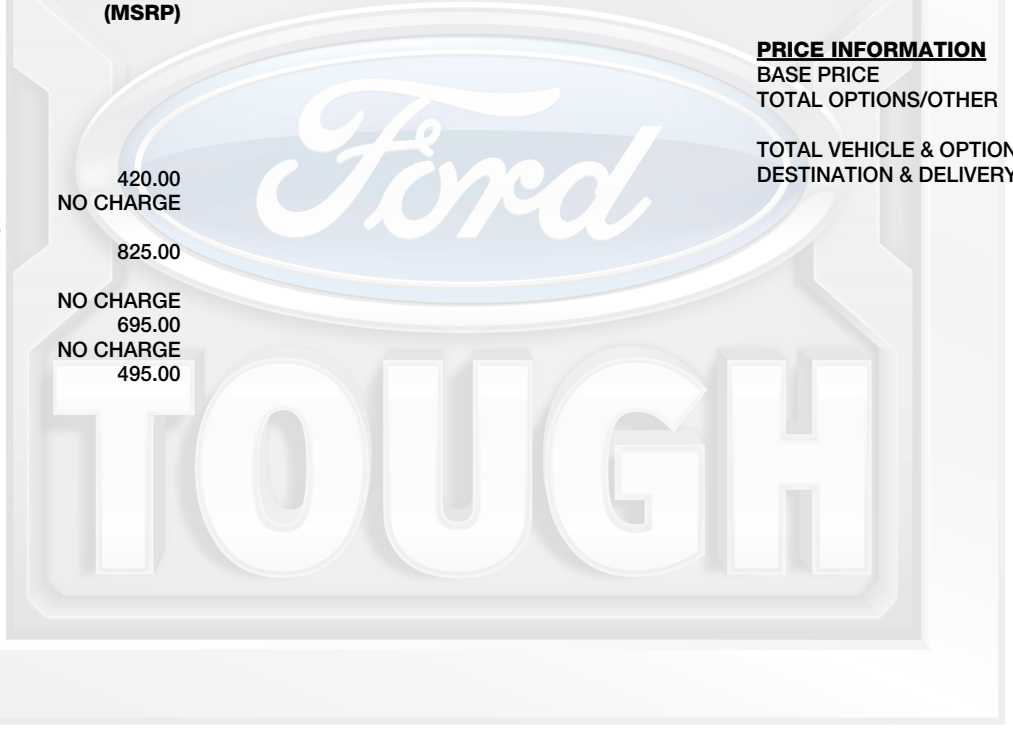 (MSRP)
420.00
NO CHARGE
825.00
NO CHARGE
695.00
NO CHARGE
495.00
PRICE INFORMATION
BASE PRICE
TOTAL OPTIONS/OTHER
TOTAL VEHICLE & OPTION
DESTINATION & DELIVERY
Ford
TOUGH